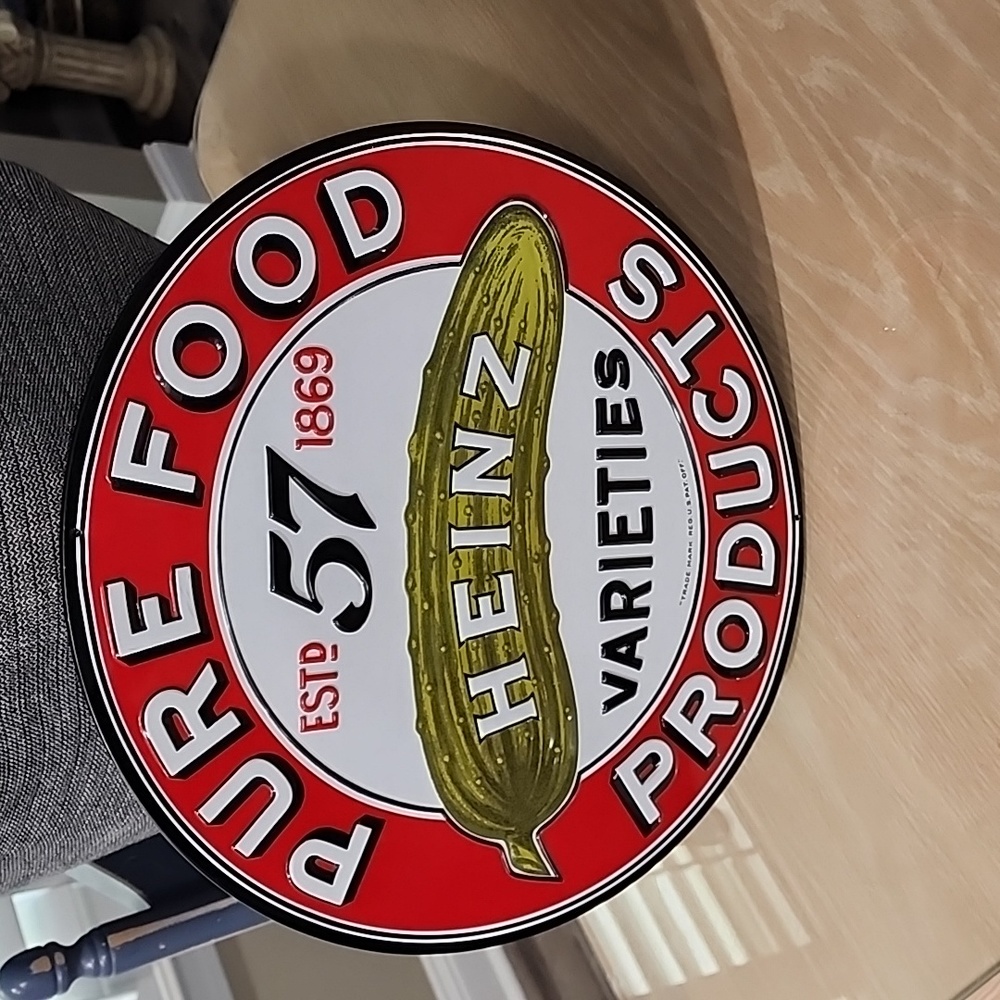 PURE FOOD
57
ESTD 1869
HEINZ
VARIETIES
"TRADE MARK REG. U.S. PAT. OFF."
PRODUCTS